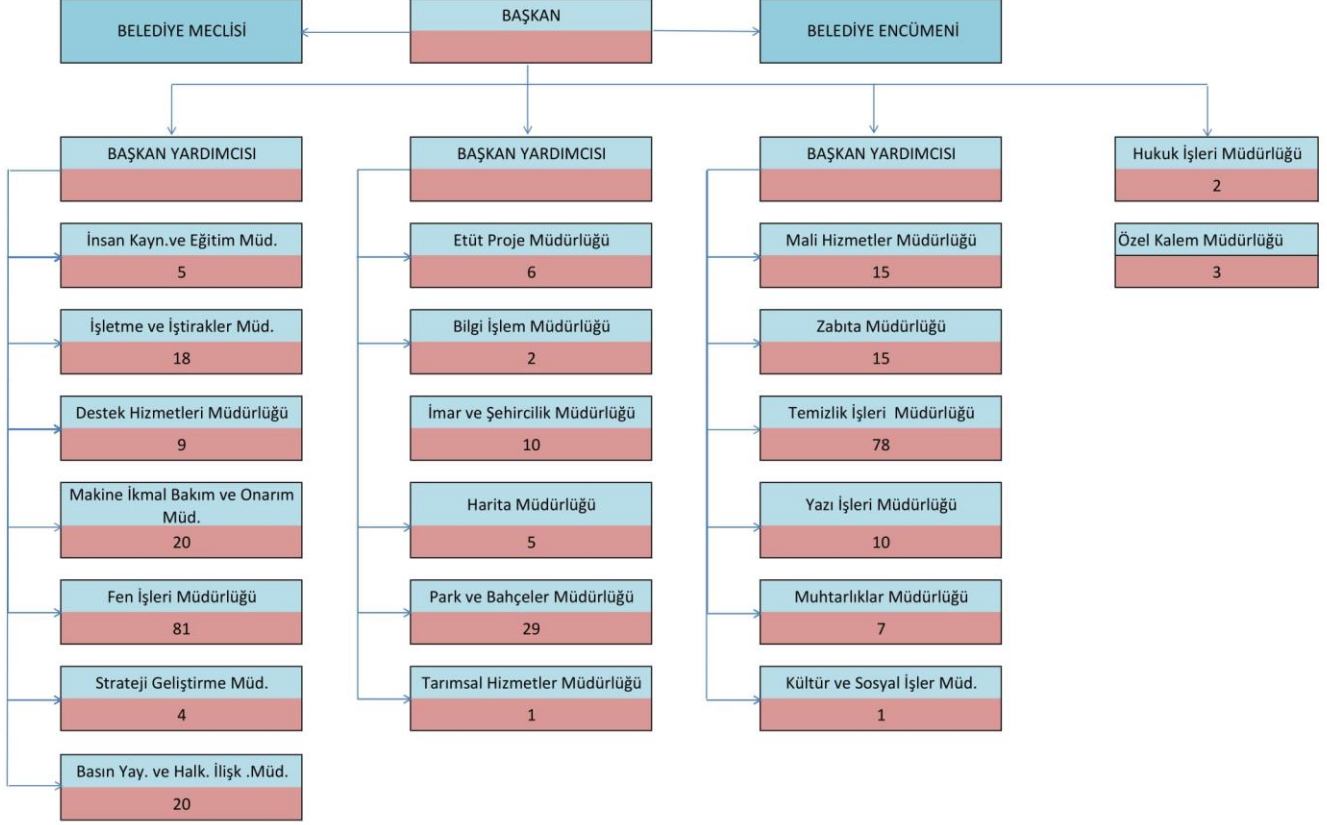 BELEDİYE MECLİSİ
BAŞKAN
BELEDİYE ENCÜMENİ
BAŞKAN YARDIMCISI
İnsan Kayn.ve Eğitim Müd.
5
İşletme ve İştirakler Müd.
18
Destek Hizmetleri Müdürlüğü
9
Makine İkmal Bakım ve Onarım
Müd.
20
Fen İşleri Müdürlüğü
81
Strateji Geliştirme Müd.
4
Basın Yay. ve Halk. İlişk .Müd.
20
BAŞKAN YARDIMCISI
Etüt Proje Müdürlüğü
6
Bilgi İşlem Müdürlüğü
2
İmar ve Şehircilik Müdürlüğü
10
Harita Müdürlüğü
5
Park ve Bahçeler Müdürlüğü
29
Tarımsal Hizmetler Müdürlüğü
1
BAŞKAN YARDIMCISI
Mali Hizmetler Müdürlüğü
15
Zabıta Müdürlüğü
15
Temizlik İşleri  Müdürlüğü
78
Yazı İşleri Müdürlüğü
10
Muhtarlıklar Müdürlüğü
7
Kültür ve Sosyal İşler Müd.
1
Hukuk İşleri Müdürlüğü
2
Özel Kalem Müdürlüğü
3